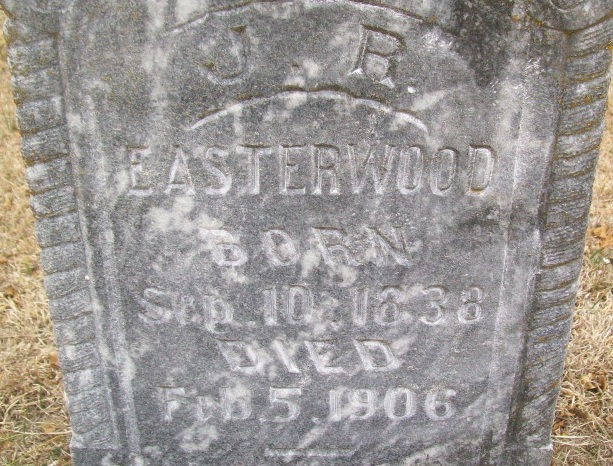 J. R.
EASTERWOOD
BORN
Sep. 10, 1838
DIED
Feb. 5, 1906